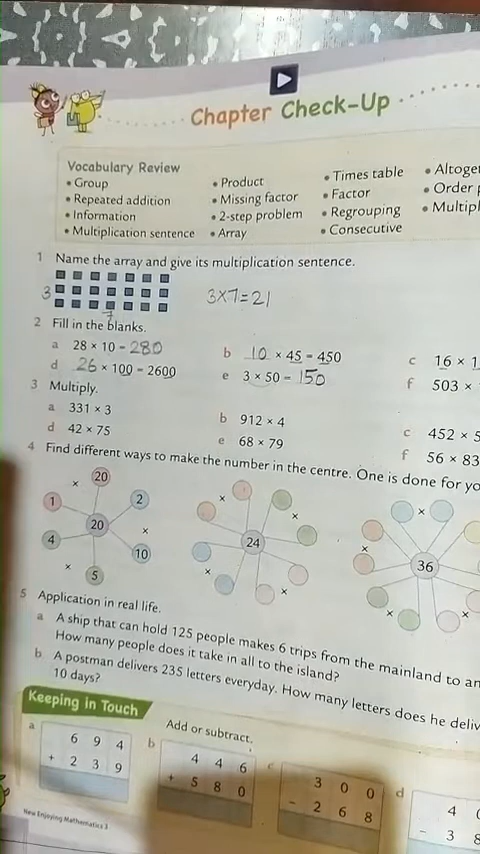 Chapter Check-Up
Vocabulary Review
• Group
• Repeated addition
• Information
• Multiplication sentence
• Product
• Missing factor
• 2-step problem
• Array
• Times table
• Factor
• Regrouping
• Consecutive
• Order
1 Name the array and give its multiplication sentence.
3
7
3×7=21
2 Fill in the blanks.
a 28 × 10 = 280
b 10 × 45 = 450
c 16 ×
d 26 × 100 = 2600
e 3 × 50 = 150
f 503 ×
3 Multiply.
a 331 × 3
b 912 × 4
c 452 × 5
d 42 × 75
e 68 × 79
f 56 × 83
4 Find different ways to make the number in the centre. One is done for
20
×
1
2
20
×
4
10
×
5
×
×
24
×
×
×
×
36
×
×
5 Application in real life.
a A ship that can hold 125 people makes 6 trips from the mainland to
How many people does it take in all to the island?
b A postman delivers 235 letters everyday. How many letters does he
10 days?
Keeping in Touch
Add or subtract.
a
6 9 4
+ 2 3 9
b
4 4 6
+ 5 8 0
c
3 0 0
- 2 6 8
d
4
- 3
New Enjoying Mathematics 3